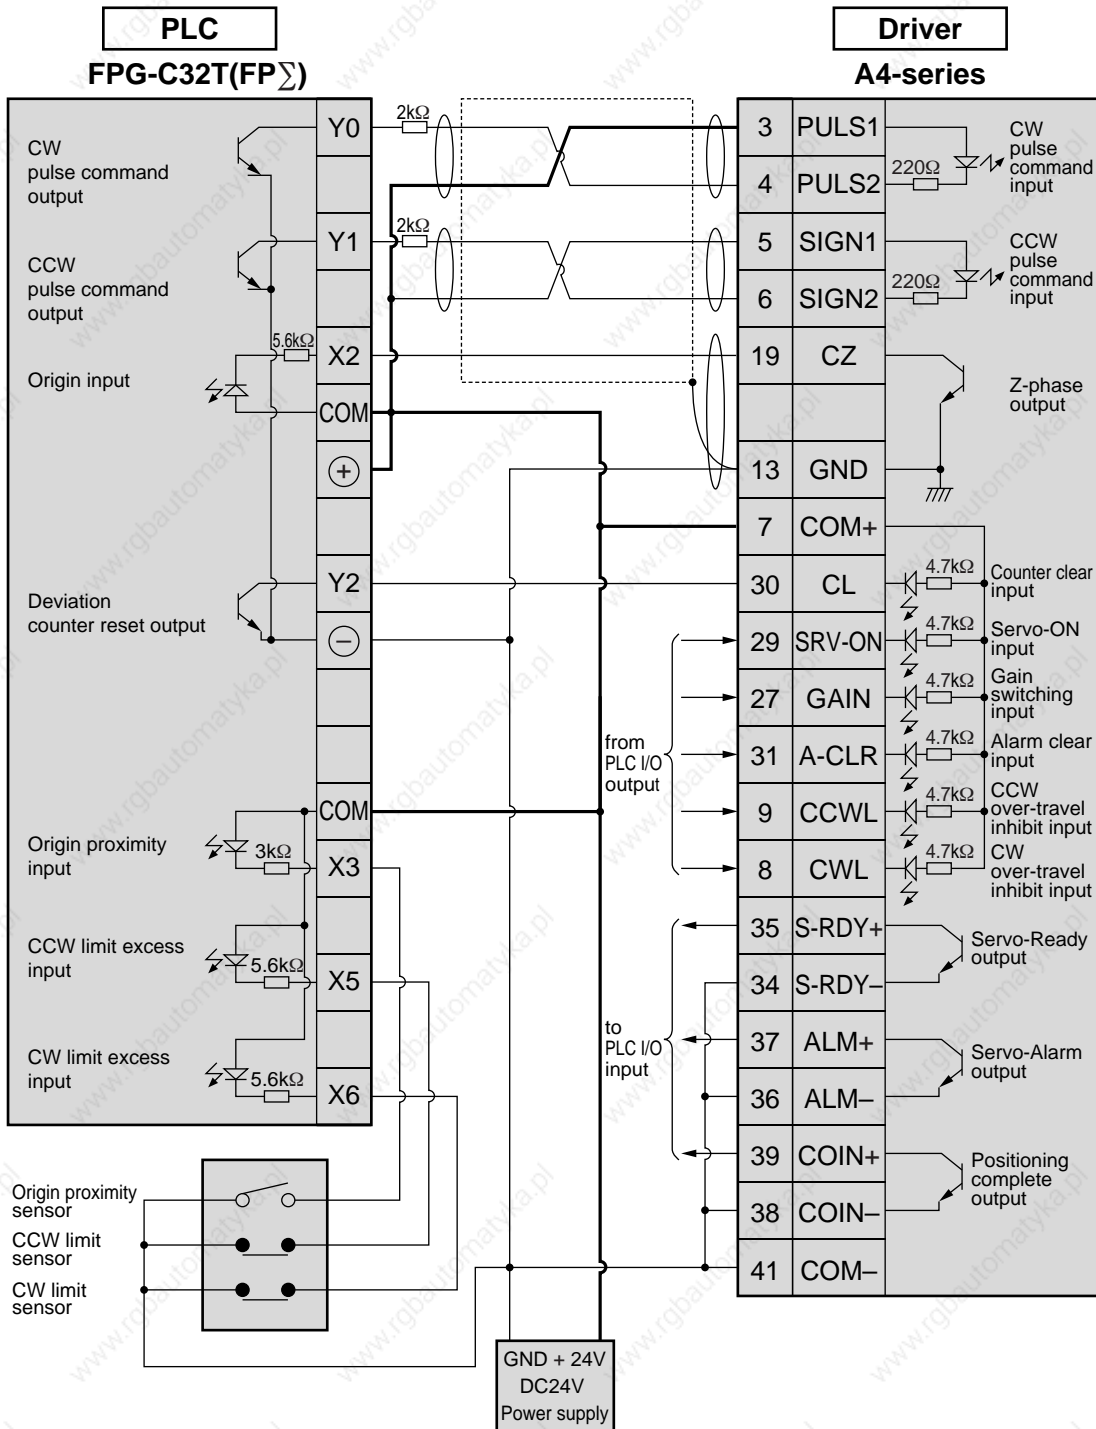 PLC
Driver
FPG-C32T(FP∑)
A4-series
CW
pulse command
output
Y0
2kΩ
3
PULS1
CW
pulse
command
input
4
PULS2
220Ω
CCW
pulse command
output
Y1
2kΩ
5
SIGN1
CCW
pulse
command
input
6
SIGN2
220Ω
5.6kΩ
Origin input
X2
19
CZ
Z-phase
output
COM
+
13
GND
7
COM+
Deviation
counter reset output
Y2
30
CL
4.7kΩ
Counter clear
input
−
29
SRV-ON
4.7kΩ
Servo-ON
input
27
GAIN
4.7kΩ
Gain
switching
input
from
PLC I/O
output
31
A-CLR
4.7kΩ
Alarm clear
input
COM
9
CCWL
4.7kΩ
CCW
over-travel
inhibit input
Origin proximity
input
3kΩ
X3
8
CWL
4.7kΩ
CW
over-travel
inhibit input
35
S-RDY+
Servo-Ready
output
CCW limit excess
input
5.6kΩ
X5
34
S-RDY–
to
PLC I/O
input
37
ALM+
Servo-Alarm
output
CW limit excess
input
5.6kΩ
X6
36
ALM–
39
COIN+
Positioning
complete
output
38
COIN–
41
COM–
Origin proximity
sensor
CCW limit
sensor
CW limit
sensor
GND + 24V
DC24V
Power supply
www.rgbautomatyka.pl